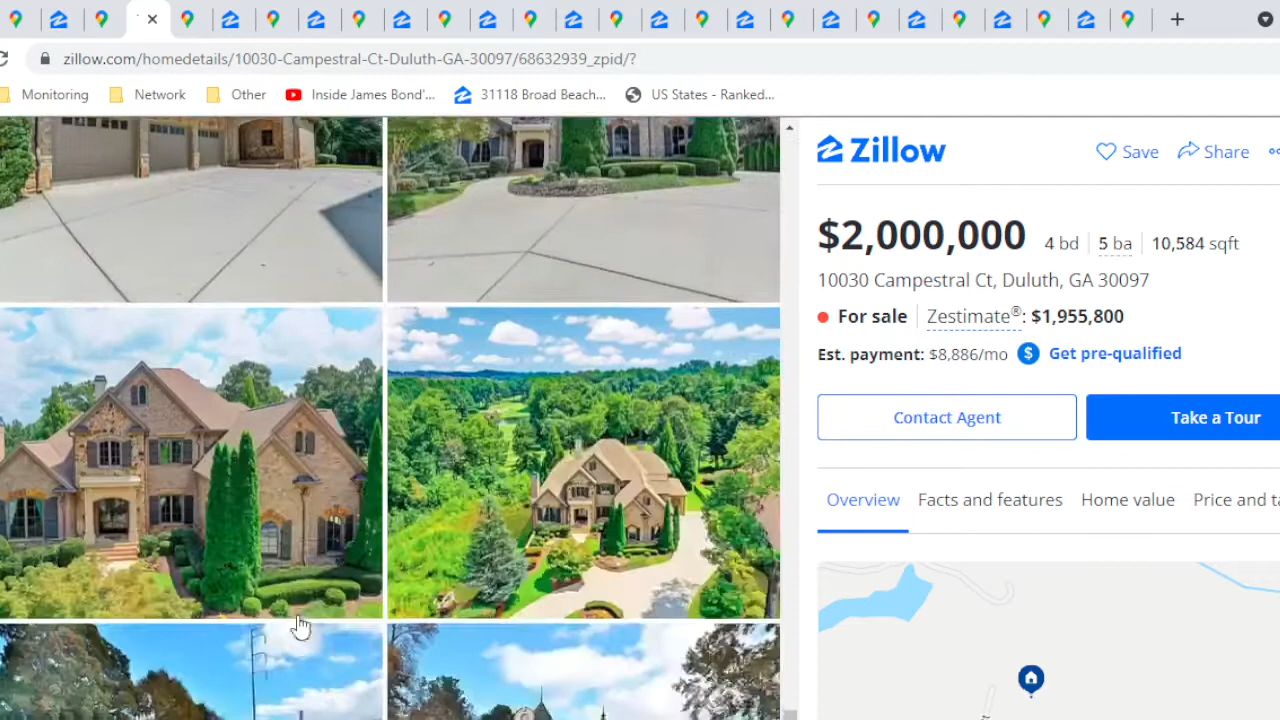 zillow.com/homedetails/10030-Campestral-Ct-Duluth-GA-30097/68632939_zpid/?
Monitoring Network Other Inside James Bond'... 31118 Broad Beach... US States - Ranked...
Zillow Save Share
$2,000,000 4 bd 5 ba 10,584 sqft
10030 Campestral Ct, Duluth, GA 30097
For sale Zestimate®: $1,955,800
Est. payment: $8,886/mo $ Get pre-qualified
Contact Agent Take a Tour
Overview Facts and features Home value Price and ta